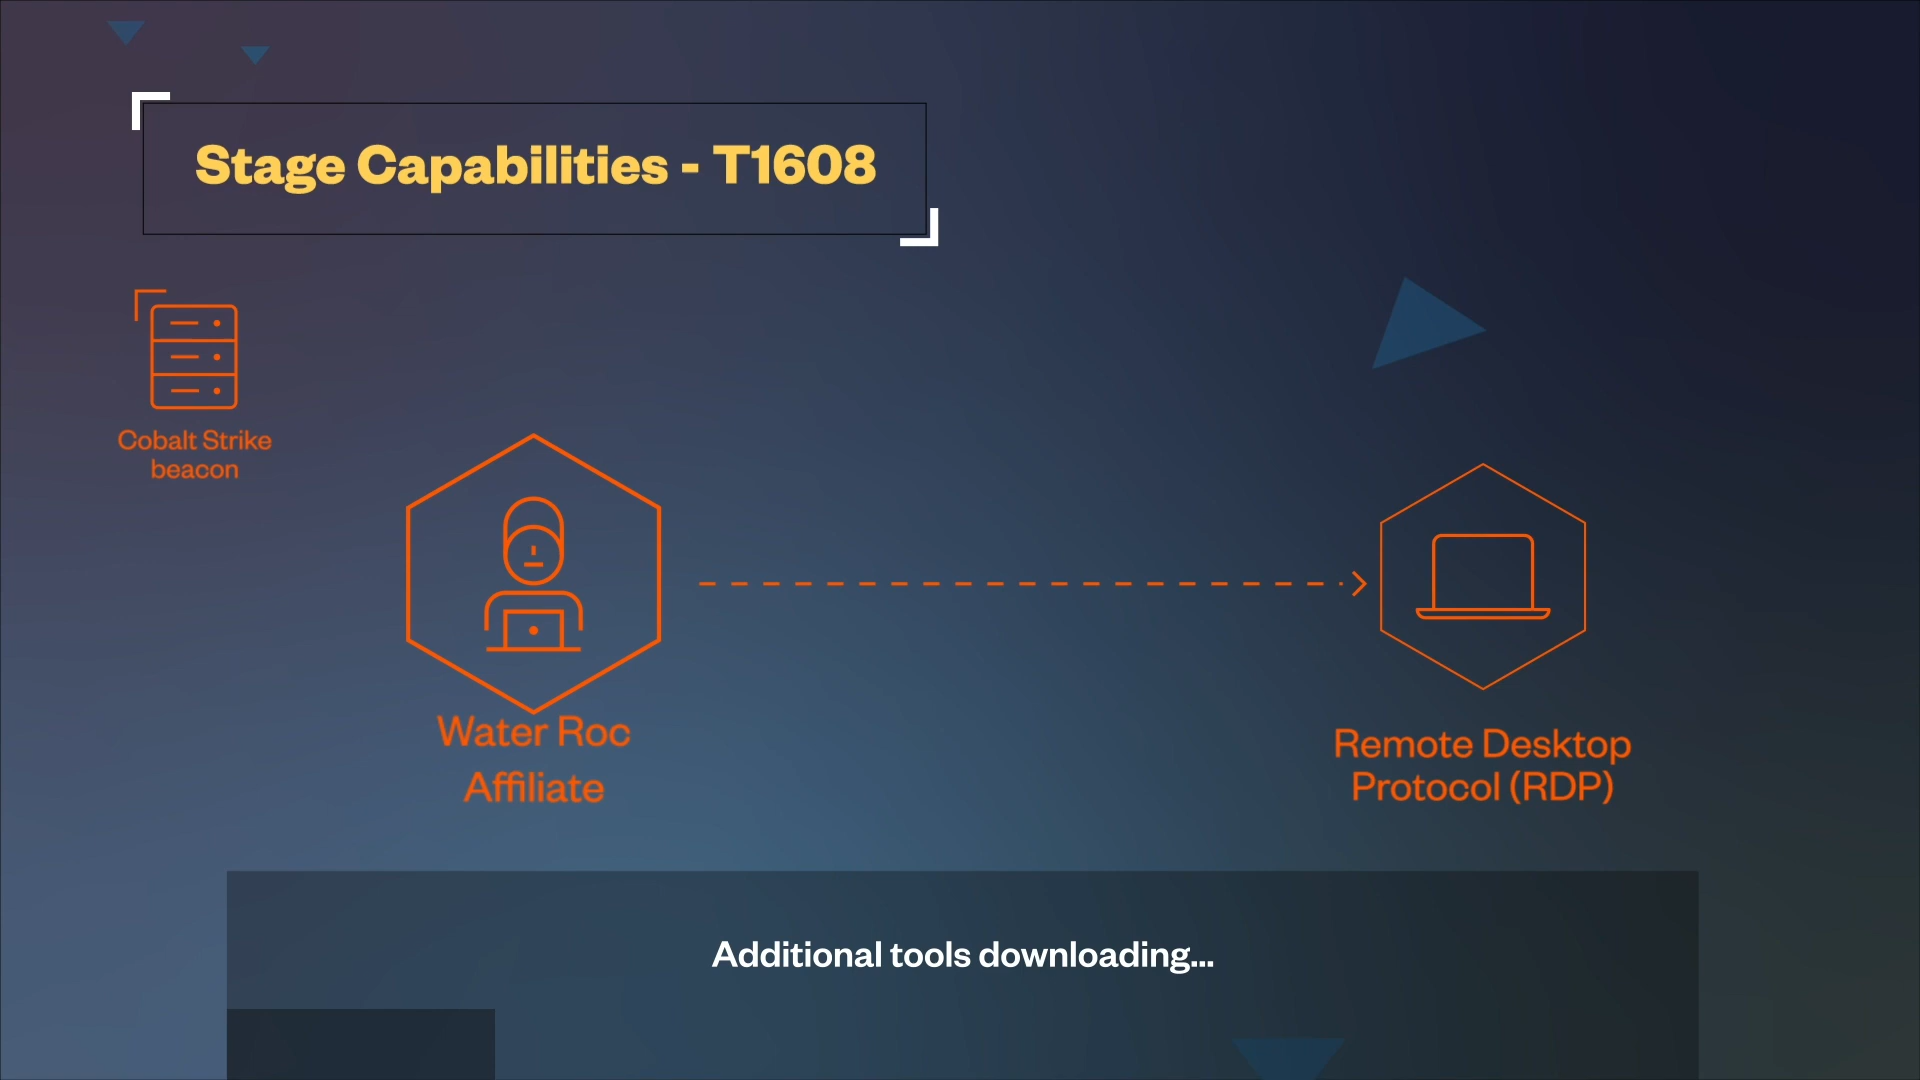 Stage Capabilities - T1608
Cobalt Strike
beacon
Water Roc
Affiliate
Remote Desktop
Protocol (RDP)
Additional tools downloading...